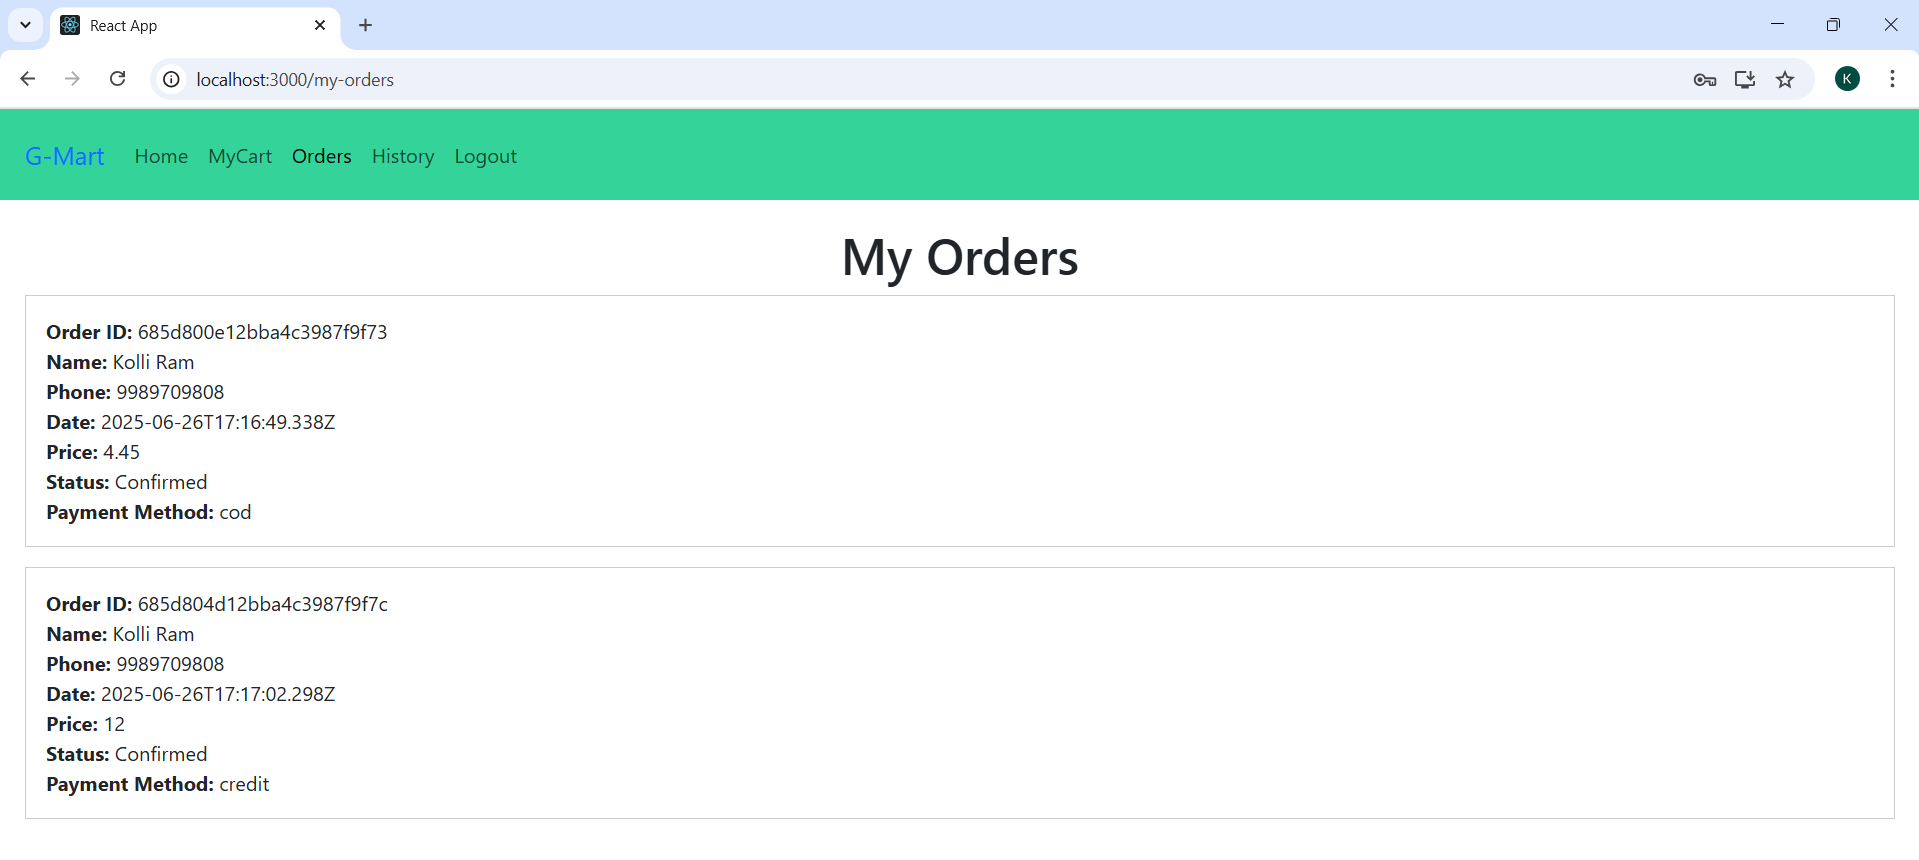 React App
localhost:3000/my-orders
K
G-Mart Home MyCart Orders History Logout
My Orders
Order ID: 685d800e12bba4c3987f9f73
Name: Kolli Ram
Phone: 9989709808
Date: 2025-06-26T17:16:49.338Z
Price: 4.45
Status: Confirmed
Payment Method: cod
Order ID: 685d804d12bba4c3987f9f7c
Name: Kolli Ram
Phone: 9989709808
Date: 2025-06-26T17:17:02.298Z
Price: 12
Status: Confirmed
Payment Method: credit